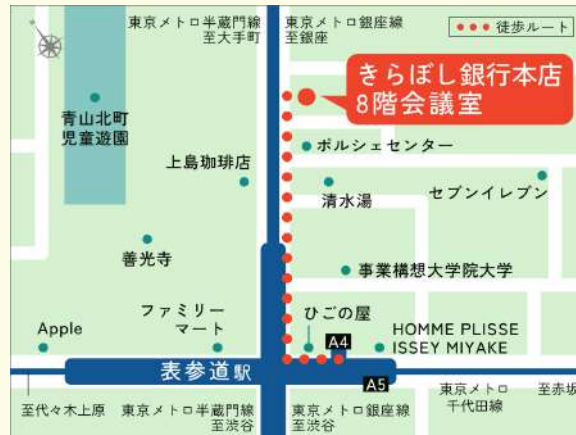 東京メトロ半蔵門線
至大手町
東京メトロ銀座線
至銀座
徒歩ルート
きらぼし銀行本店
8階会議室
青山北町
児童遊園
ポルシェセンター
上島珈琲店
清水湯
セブンイレブン
善光寺
事業構想大学院大学
ファミリー
マート
ひごの屋
Apple
A4
HOMME PLISSE
ISSEY MIYAKE
表参道駅
A5
至代々木上原
東京メトロ半蔵門線
至渋谷
東京メトロ銀座線
至渋谷
東京メトロ
千代田線
至赤坂